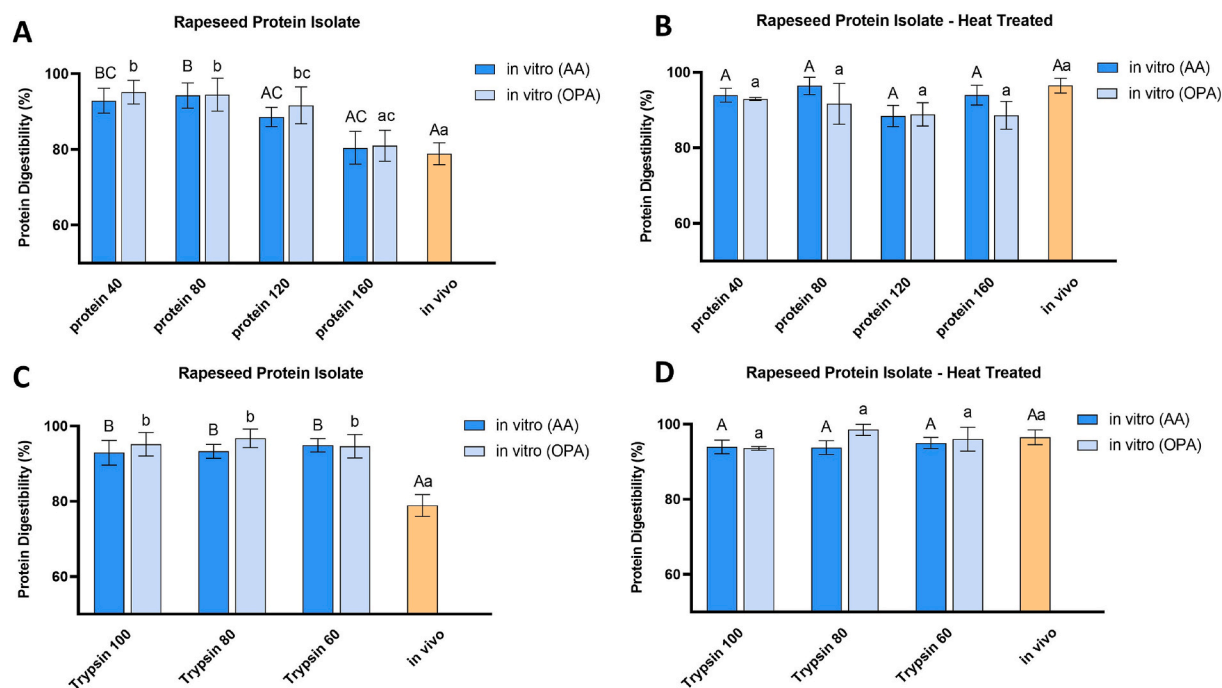 A
Rapeseed Protein Isolate
in vitro (AA)
in vitro (OPA)
Protein Digestibility (%)
100
80
60
BC
b
B
b
AC
bc
AC
ac
Aa
protein 40
protein 80
protein 120
protein 160
in vivo
B
Rapeseed Protein Isolate - Heat Treated
in vitro (AA)
in vitro (OPA)
Protein Digestibility (%)
100
80
60
A
a
A
a
A
a
A
a
Aa
protein 40
protein 80
protein 120
protein 160
in vivo
C
Rapeseed Protein Isolate
in vitro (AA)
in vitro (OPA)
Protein Digestibility (%)
100
80
60
B
b
B
b
B
b
Aa
Trypsin 100
Trypsin 80
Trypsin 60
in vivo
D
Rapeseed Protein Isolate - Heat Treated
in vitro (AA)
in vitro (OPA)
Protein Digestibility (%)
100
80
60
A
a
A
a
A
a
Aa
Trypsin 100
Trypsin 80
Trypsin 60
in vivo